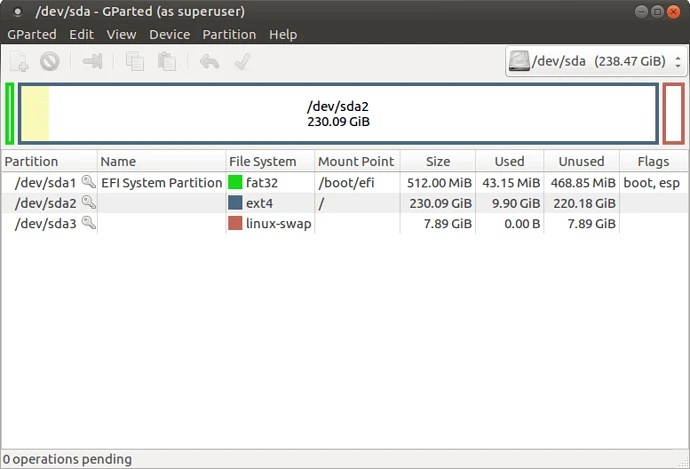 /dev/sda - GParted (as superuser)
GParted Edit View Device Partition Help
/dev/sda (238.47 GiB)
/dev/sda2
230.09 GiB
Partition Name File System Mount Point Size Used Unused Flags
/dev/sda1 EFI System Partition fat32 /boot/efi 512.00 MiB 43.15 MiB 468.85 MiB boot, esp
/dev/sda2 ext4 / 230.09 GiB 9.90 GiB 220.18 GiB
/dev/sda3 linux-swap 7.89 GiB 0.00 B 7.89 GiB
0 operations pending